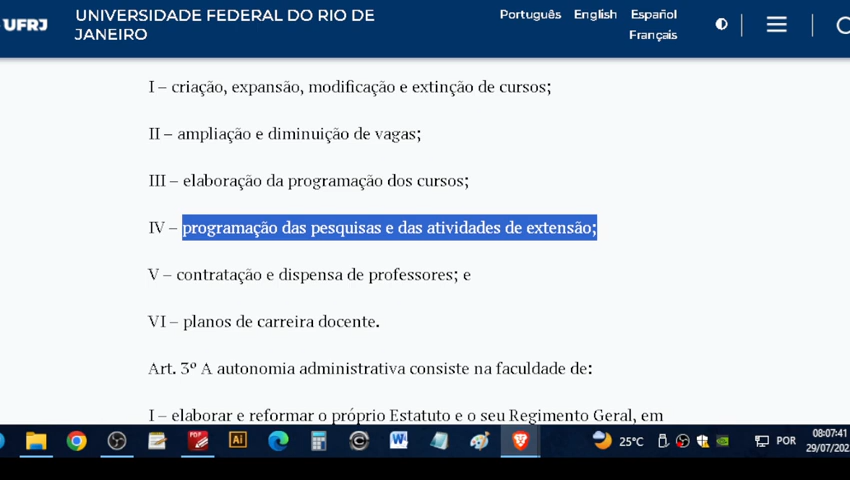 UFRJ
UNIVERSIDADE FEDERAL DO RIO DE
JANEIRO
Português English Español
Français
I – criação, expansão, modificação e extinção de cursos;
II – ampliação e diminuição de vagas;
III – elaboração da programação dos cursos;
IV – programação das pesquisas e das atividades de extensão;
V – contratação e dispensa de professores; e
VI – planos de carreira docente.
Art. 3º A autonomia administrativa consiste na faculdade de:
I – elaborar e reformar o próprio Estatuto e o seu Regimento Geral, em
PDF
Ai
W
25°C
POR
08:07:41
29/07/202